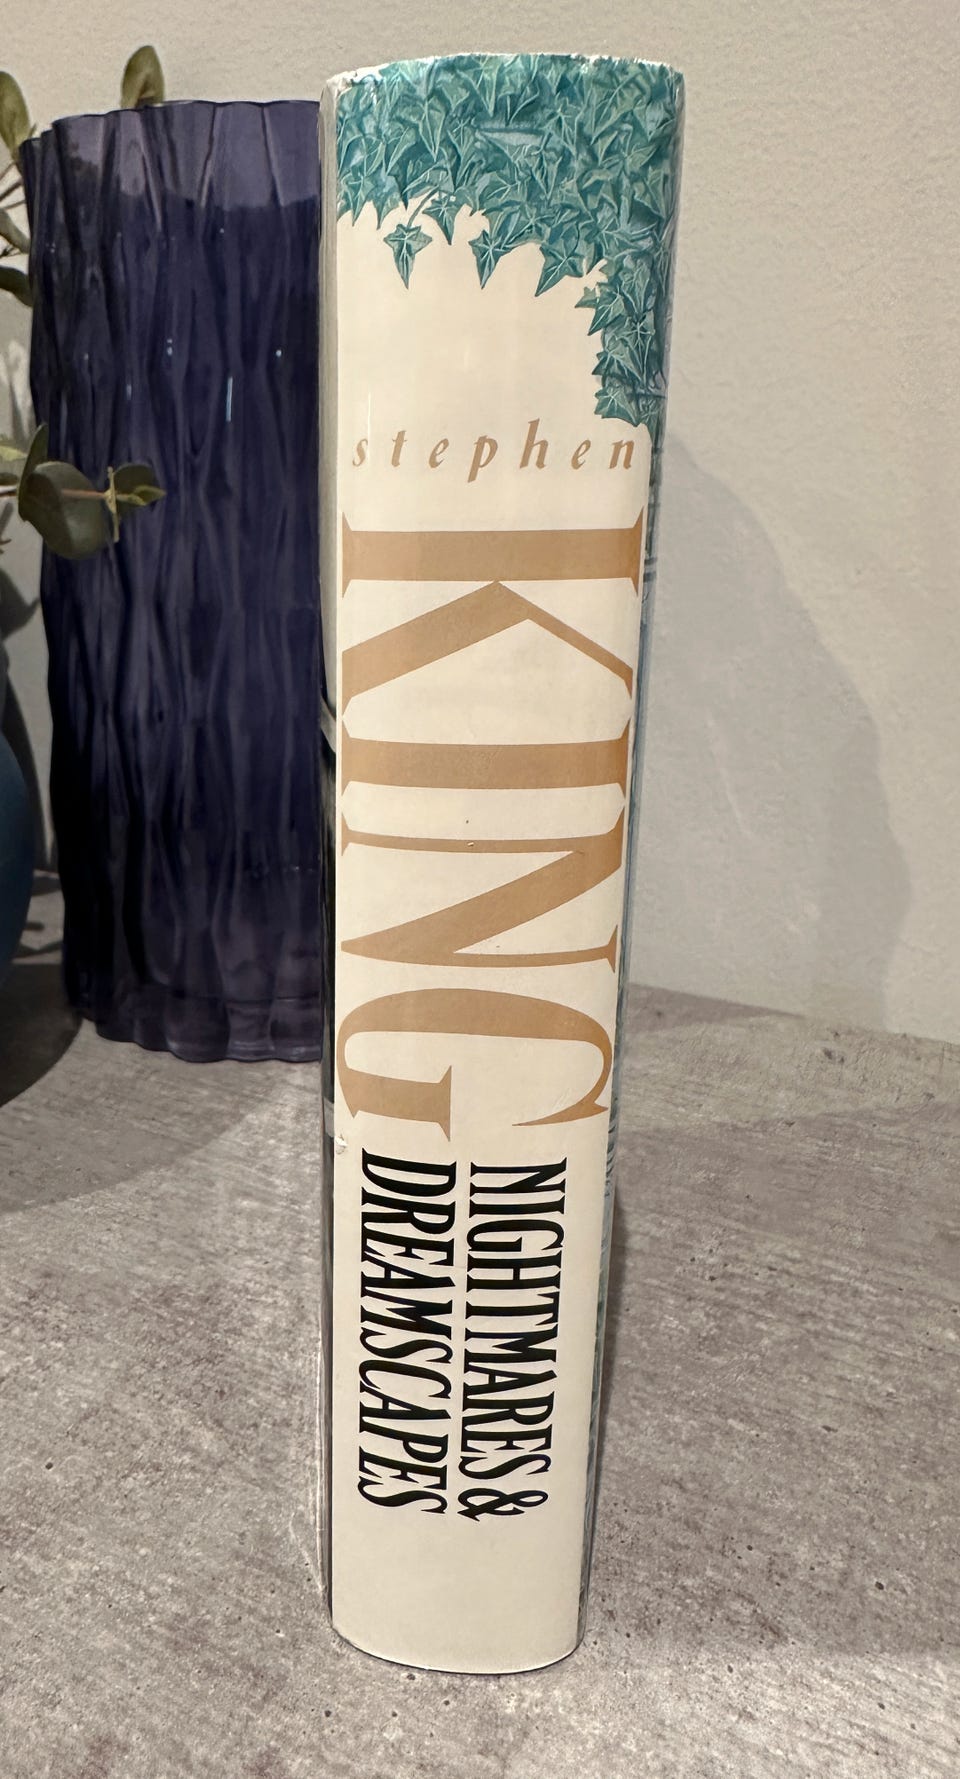 stephen
KING
NIGHTMARES &
DREAMSCAPES